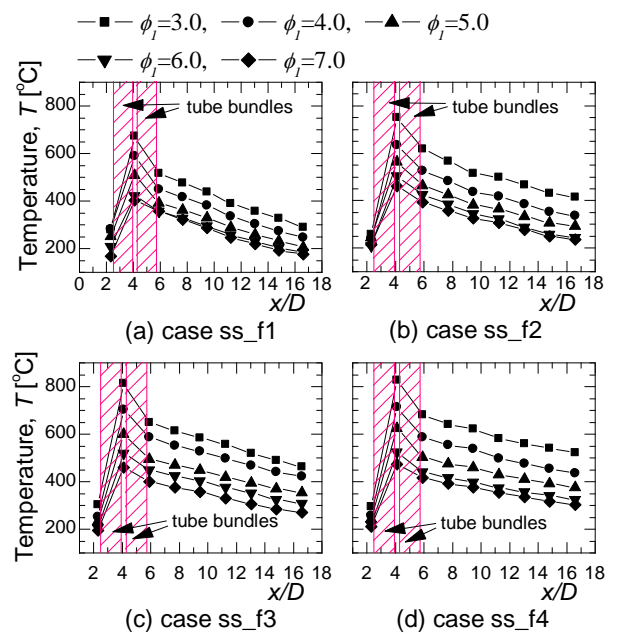 ϕ₁=3.0, ϕ₁=4.0, ϕ₁=5.0
ϕ₁=6.0, ϕ₁=7.0
Temperature, T [°C]
800
600
400
200
tube bundles
tube bundles
0 2 4 6 8 10 12 14 16 18
2 4 6 8 10 12 14 16 18
x/D
x/D
(a) case ss_f1
(b) case ss_f2
Temperature, T [°C]
800
600
400
200
tube bundles
tube bundles
2 4 6 8 10 12 14 16 18
2 4 6 8 10 12 14 16 18
x/D
x/D
(c) case ss_f3
(d) case ss_f4